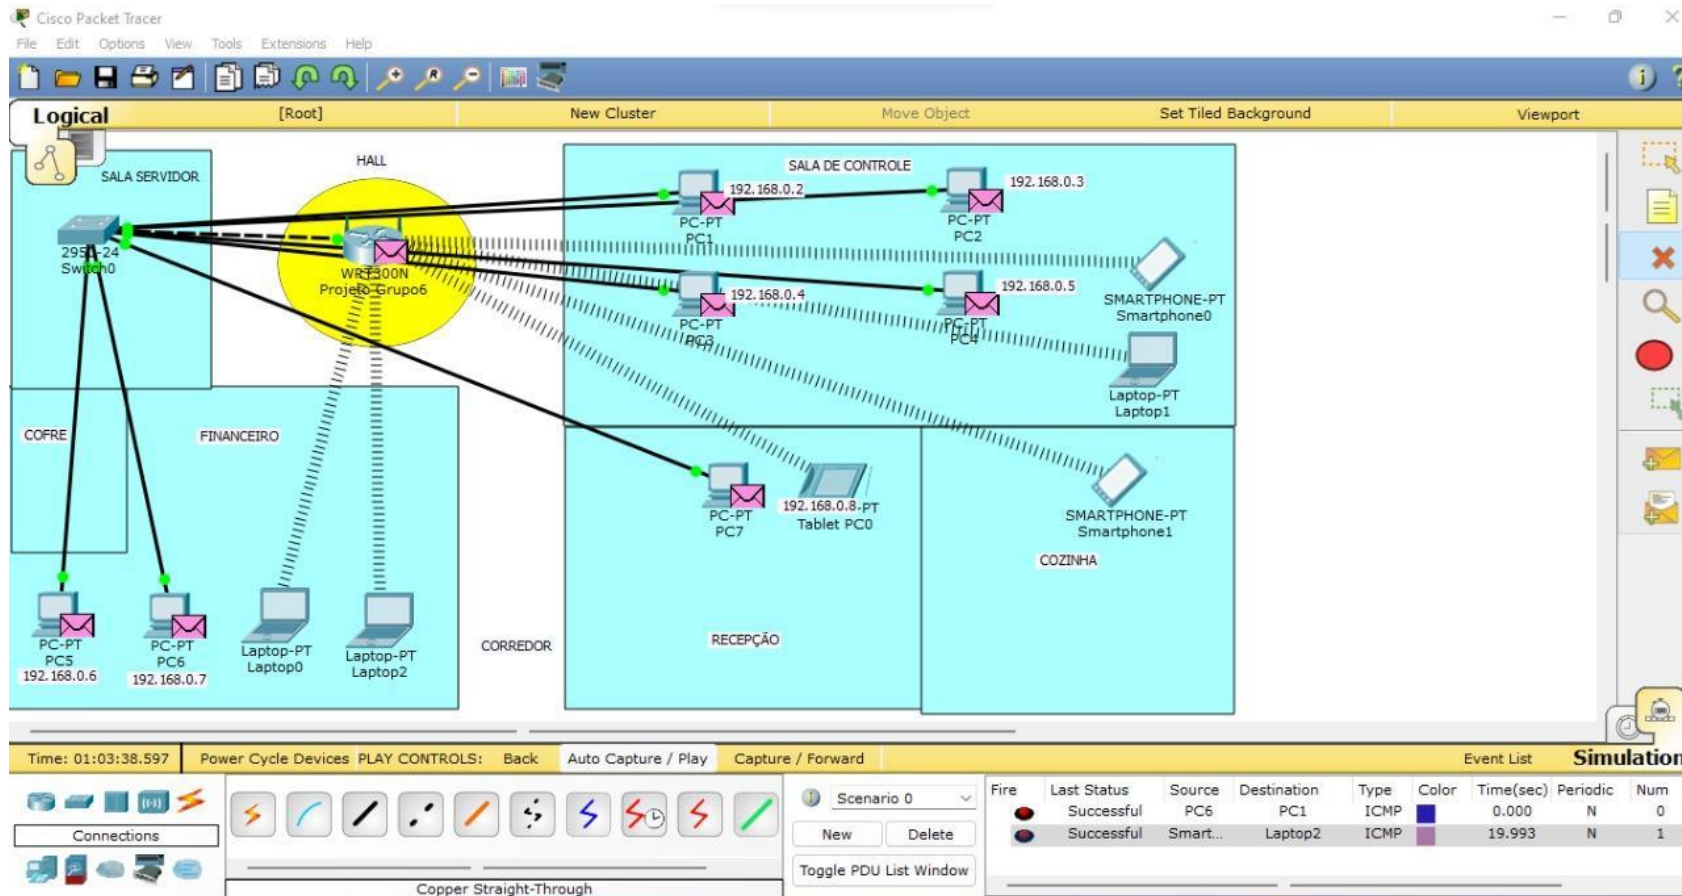 Cisco Packet Tracer
File Edit Options View Tools Extensions Help
Logical [Root] New Cluster Move Object Set Tiled Background Viewport
SALA SERVIDOR
HALL
SALA DE CONTROLE
192.168.0.2
192.168.0.3
PC-PT
PC1
PC-PT
PC2
Switch0
WRT300N
Projeto Grupo6
192.168.0.4
192.168.0.5
PC-PT
PC3
PC-PT
PC4
SMARTPHONE-PT
Smartphone0
Laptop-PT
Laptop1
COFRE
FINANCEIRO
PC-PT
PC7
192.168.0.8-PT
Tablet PC0
SMARTPHONE-PT
Smartphone1
COZINHA
PC-PT
PC5
192.168.0.6
PC-PT
PC6
192.168.0.7
Laptop-PT
Laptop0
Laptop-PT
Laptop2
CORREDOR
RECEPÇÃO
Time: 01:03:38.597 Power Cycle Devices PLAY CONTROLS: Back Auto Capture / Play Capture / Forward Event List Simulation
Connections
Copper Straight-Through
Scenario 0
New Delete
Toggle PDU List Window
Fire Last Status Source Destination Type Color Time(sec) Periodic Num
Successful PC6 PC1 ICMP 0.000 N 0
Successful Smart... Laptop2 ICMP 19.993 N 1